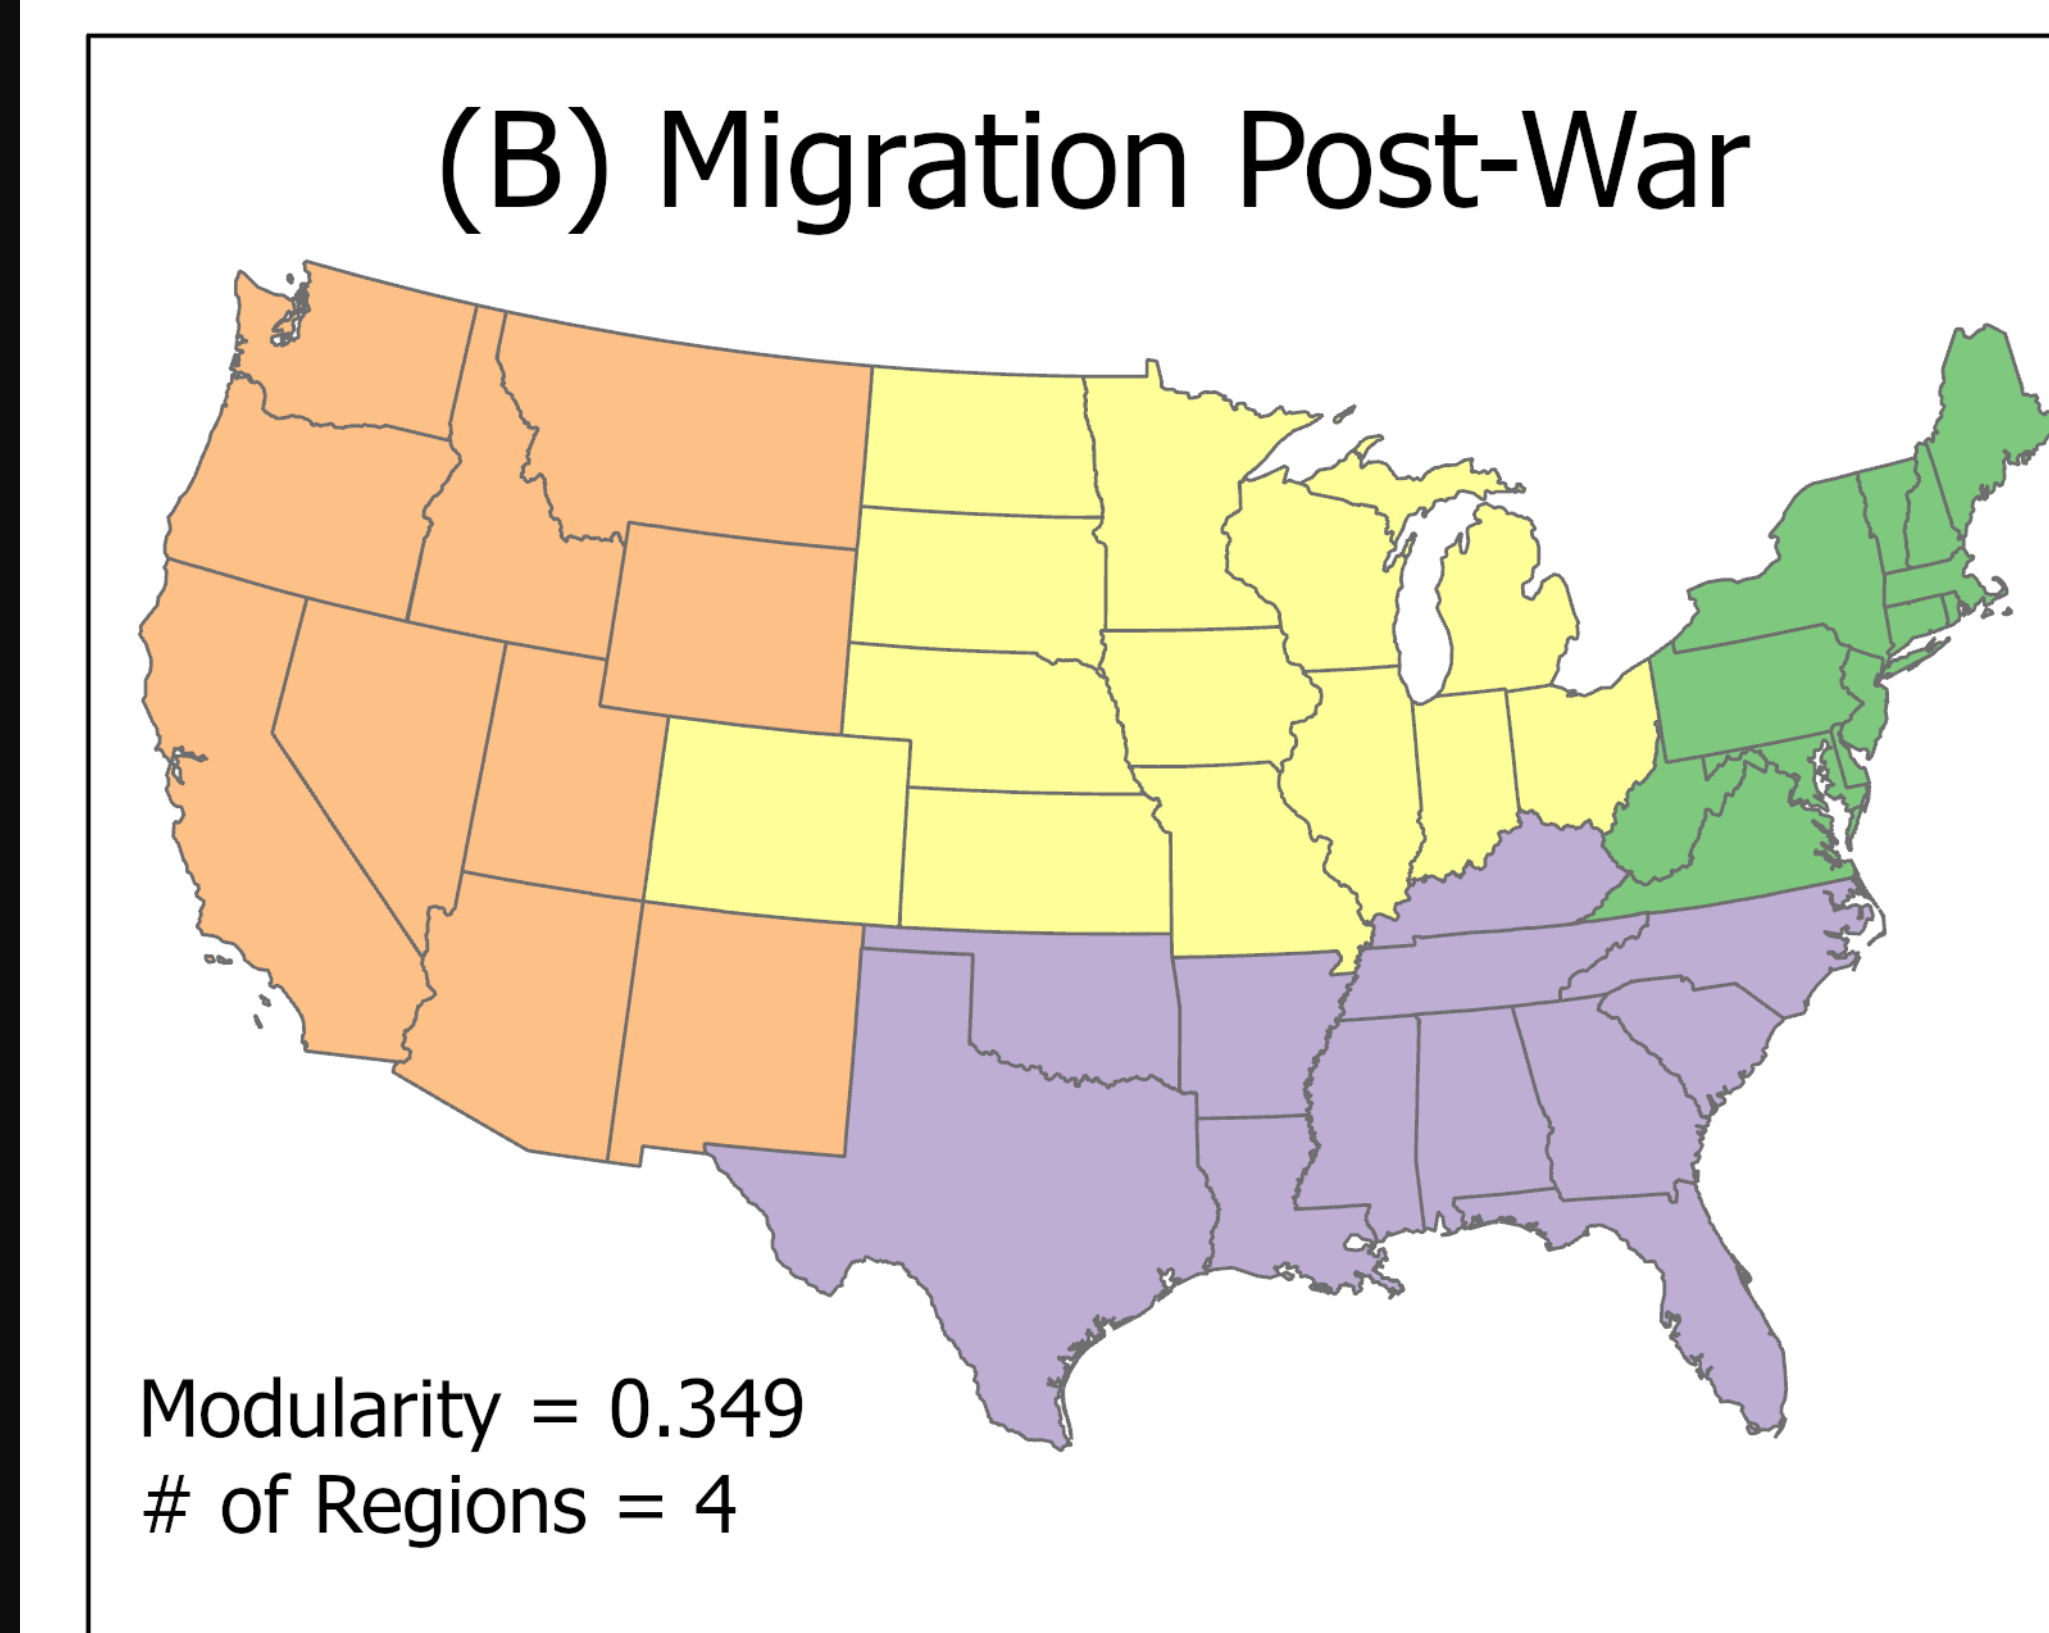 (B) Migration Post-War
Modularity = 0.349
# of Regions = 4